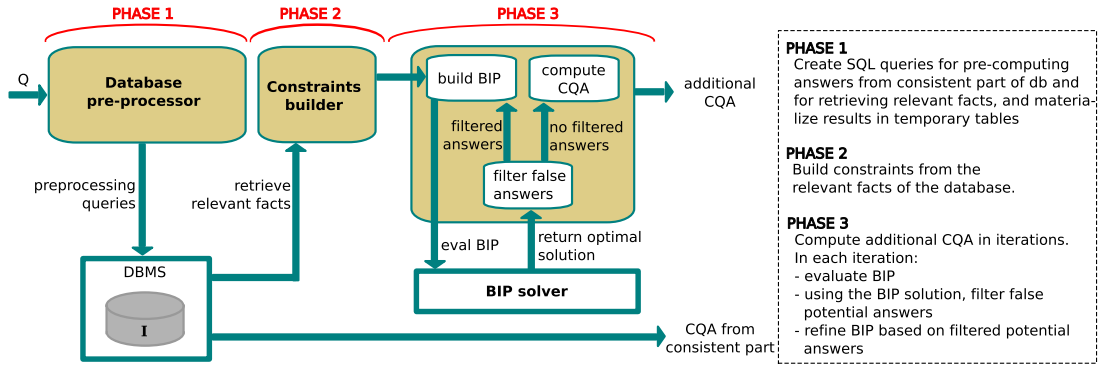 PHASE 1
PHASE 2
PHASE 3
Q
Database
pre-processor
Constraints
builder
build BIP
compute
CQA
additional
CQA
filtered
answers
no filtered
answers
filter false
answers
preprocessing
queries
retrieve
relevant facts
eval BIP
return optimal
solution
DBMS
I
BIP solver
CQA from
consistent part
PHASE 1
Create SQL queries for pre-computing
answers from consistent part of db and
for retrieving relevant facts, and materia-
lize results in temporary tables
PHASE 2
Build constraints from the
relevant facts of the database.
PHASE 3
Compute additional CQA in iterations.
In each iteration:
- evaluate BIP
- using the BIP solution, filter false
potential answers
- refine BIP based on filtered potential
answers